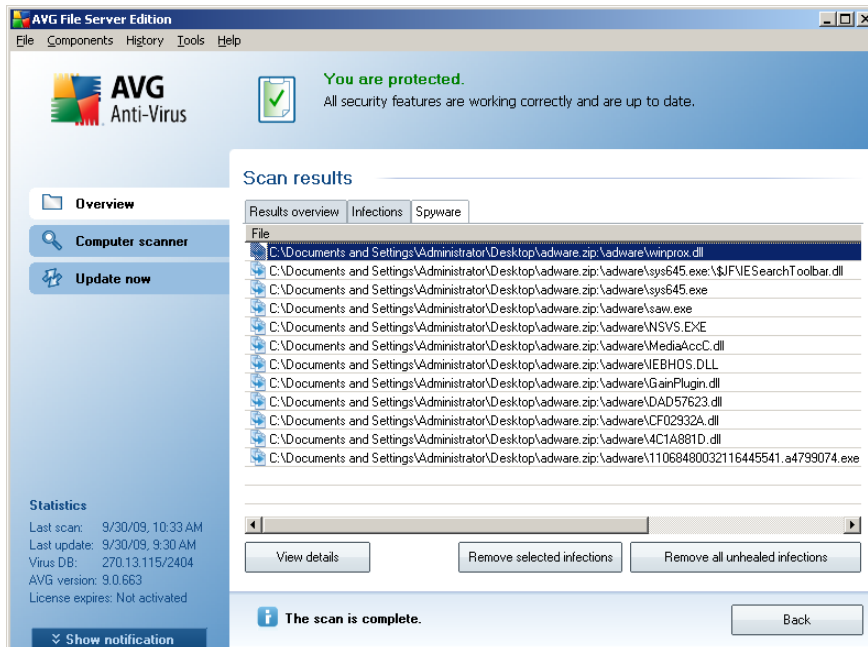 AVG File Server Edition
File Components History Tools Help
AVG
Anti-Virus
You are protected.
All security features are working correctly and are up to date.
Overview
Computer scanner
Update now
Scan results
Results overview Infections Spyware
File
C:\Documents and Settings\Administrator\Desktop\adware.zip:\adware\winprox.dll
C:\Documents and Settings\Administrator\Desktop\adware.zip:\adware\sys645.exe:\$JF\IESearchToolbar.dll
C:\Documents and Settings\Administrator\Desktop\adware.zip:\adware\sys645.exe
C:\Documents and Settings\Administrator\Desktop\adware.zip:\adware\saw.exe
C:\Documents and Settings\Administrator\Desktop\adware.zip:\adware\NSVS.EXE
C:\Documents and Settings\Administrator\Desktop\adware.zip:\adware\MediaAccC.dll
C:\Documents and Settings\Administrator\Desktop\adware.zip:\adware\IEBHOS.DLL
C:\Documents and Settings\Administrator\Desktop\adware.zip:\adware\GainPlugin.dll
C:\Documents and Settings\Administrator\Desktop\adware.zip:\adware\DAD57623.dll
C:\Documents and Settings\Administrator\Desktop\adware.zip:\adware\CF02932A.dll
C:\Documents and Settings\Administrator\Desktop\adware.zip:\adware\4C1A881D.dll
C:\Documents and Settings\Administrator\Desktop\adware.zip:\adware\11068480032116445541.a4799074.exe
View details Remove selected infections Remove all unhealed infections
Statistics
Last scan: 9/30/09, 10:33 AM
Last update: 9/30/09, 9:30 AM
Virus DB: 270.13.115/2404
AVG version: 9.0.663
License expires: Not activated
Show notification
The scan is complete.
Back